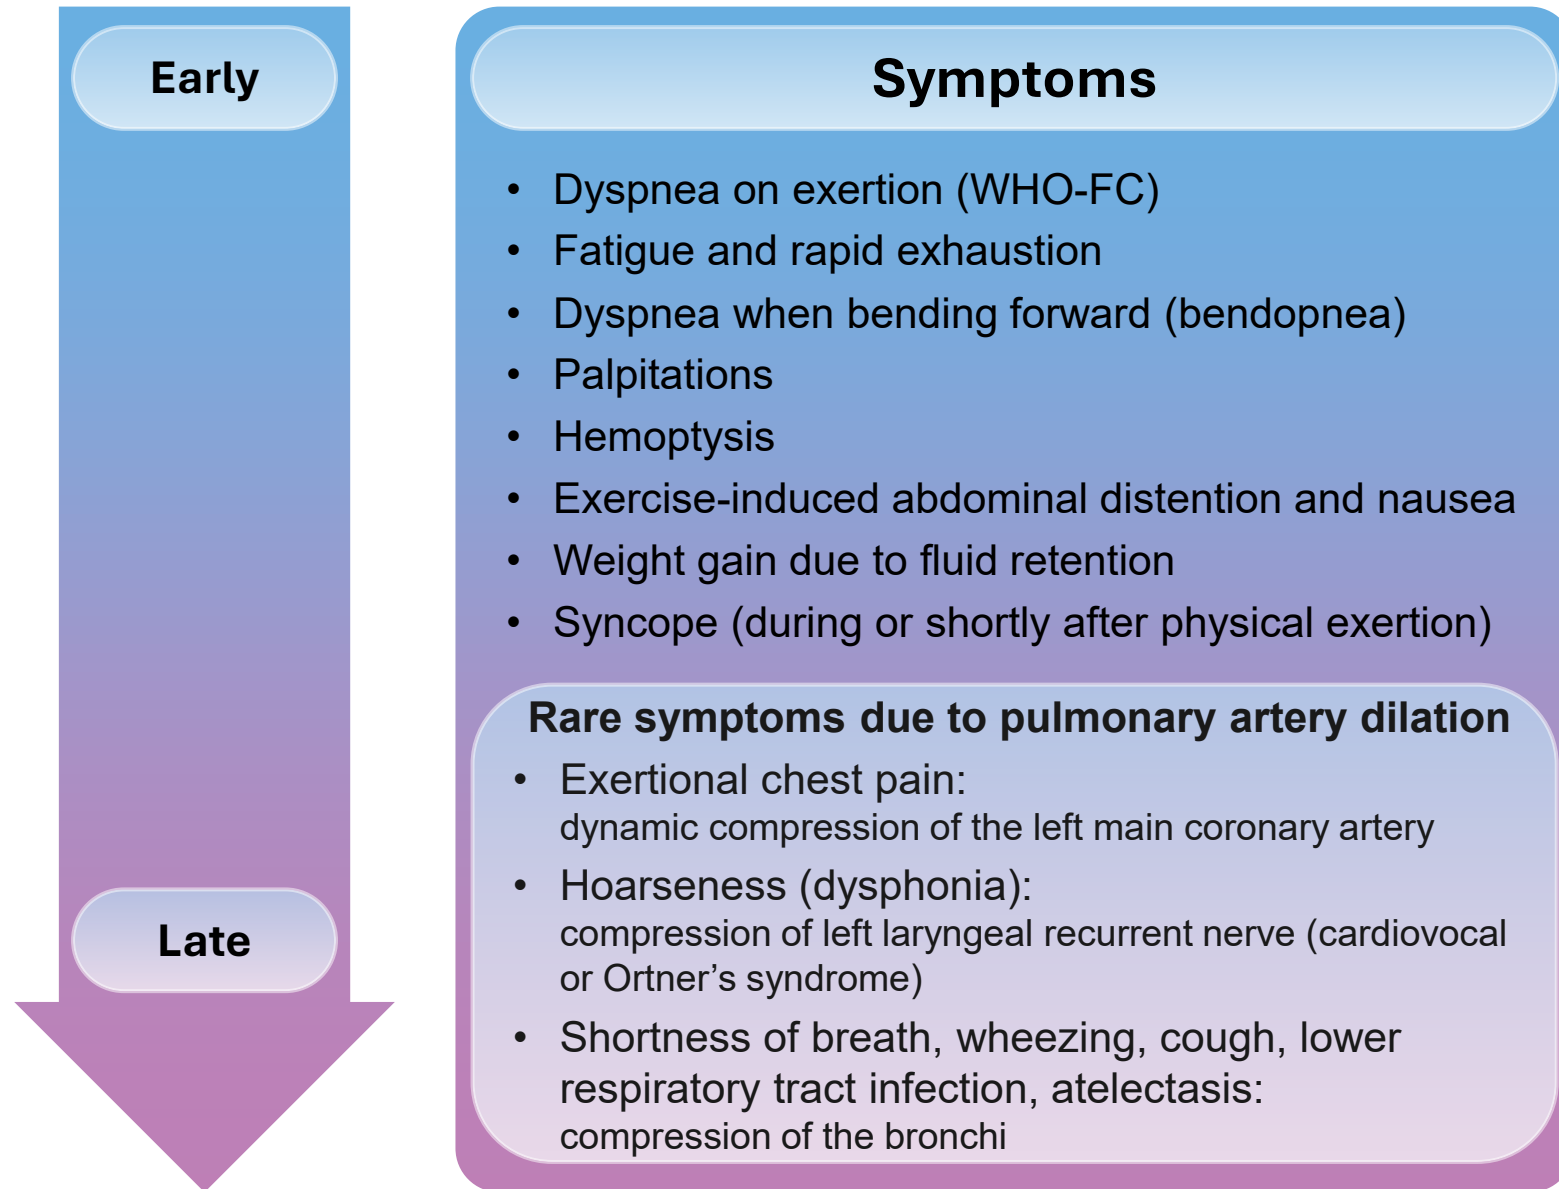 Early
Symptoms
• Dyspnea on exertion (WHO-FC)
• Fatigue and rapid exhaustion
• Dyspnea when bending forward (bendopnea)
• Palpitations
• Hemoptysis
• Exercise-induced abdominal distention and nausea
• Weight gain due to fluid retention
• Syncope (during or shortly after physical exertion)
Rare symptoms due to pulmonary artery dilation
• Exertional chest pain:
dynamic compression of the left main coronary artery
• Hoarseness (dysphonia):
compression of left laryngeal recurrent nerve (cardiovocal
or Ortner’s syndrome)
• Shortness of breath, wheezing, cough, lower
respiratory tract infection, atelectasis:
compression of the bronchi
Late